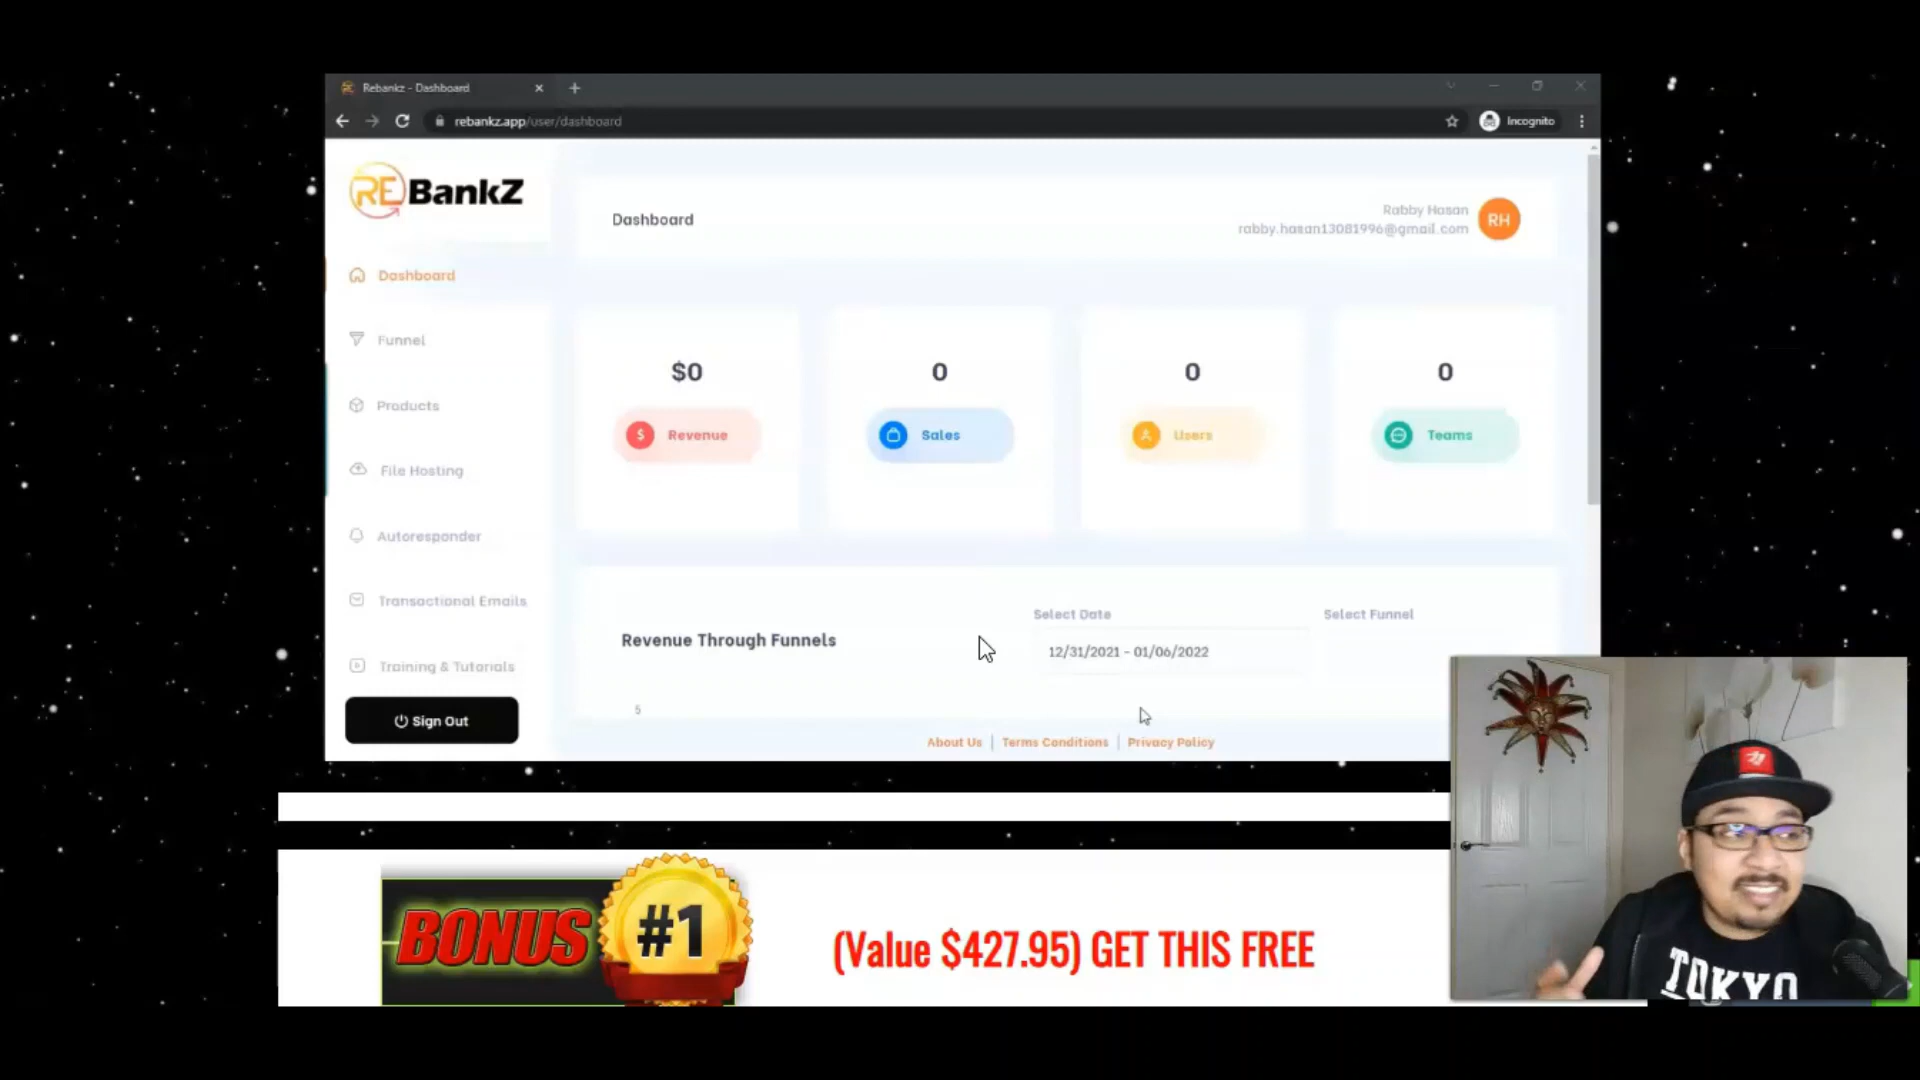 Rebankz - Dashboard
rebankz.app/user/dashboard
Incognito
REBankZ
Dashboard
Rabby Hasan
rabby.hasan13081996@gmail.com
RH
Dashboard
Funnel
Products
File Hosting
Autoresponder
Transactional Emails
Training & Tutorials
Sign Out
$0
0
0
0
$ Revenue
Sales
Users
Teams
Revenue Through Funnels
Select Date
Select Funnel
12/31/2021 - 01/06/2022
5
About Us | Terms Conditions | Privacy Policy
BONUS #1
(Value $427.95) GET THIS FREE
TOKYO